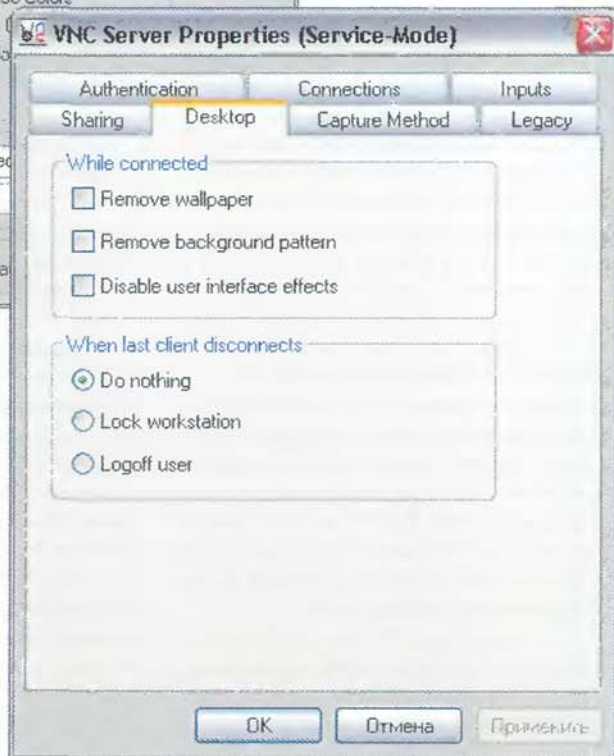 VNC Server Properties (Service-Mode)
Authentication Connections Inputs
Sharing Desktop Capture Method Legacy
While connected
Remove wallpaper
Remove background pattern
Disable user interface effects
When last client disconnects
Do nothing
Lock workstation
Logoff user
OK Отмена Применить